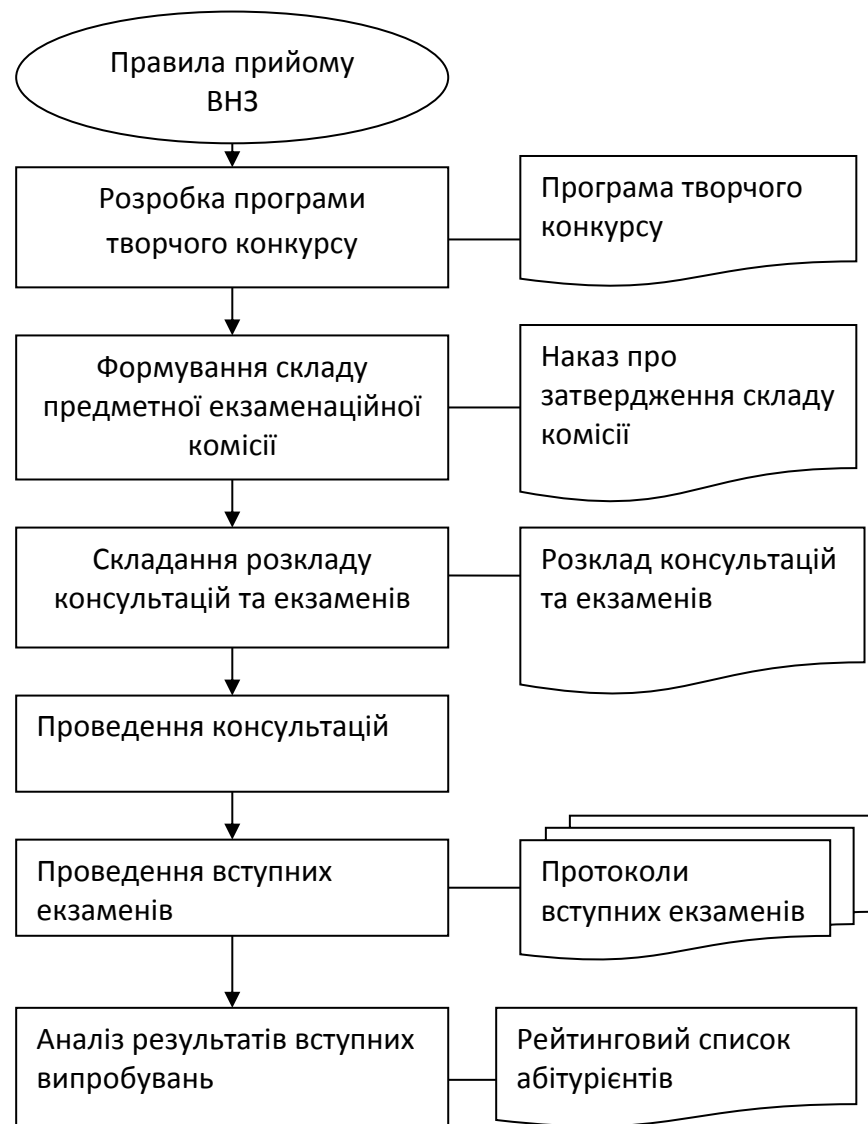 Правила прийому
ВНЗ
Розробка програми
творчого конкурсу
Програма творчого
конкурсу
Формування складу
предметної екзаменаційної
комісії
Наказ про
затвердження складу
комісії
Складання розкладу
консультацій та екзаменів
Розклад консультацій
та екзаменів
Проведення консультацій
Проведення вступних
екзаменів
Протоколи
вступних екзаменів
Аналіз результатів вступних
випробувань
Рейтинговий список
абітурієнтів